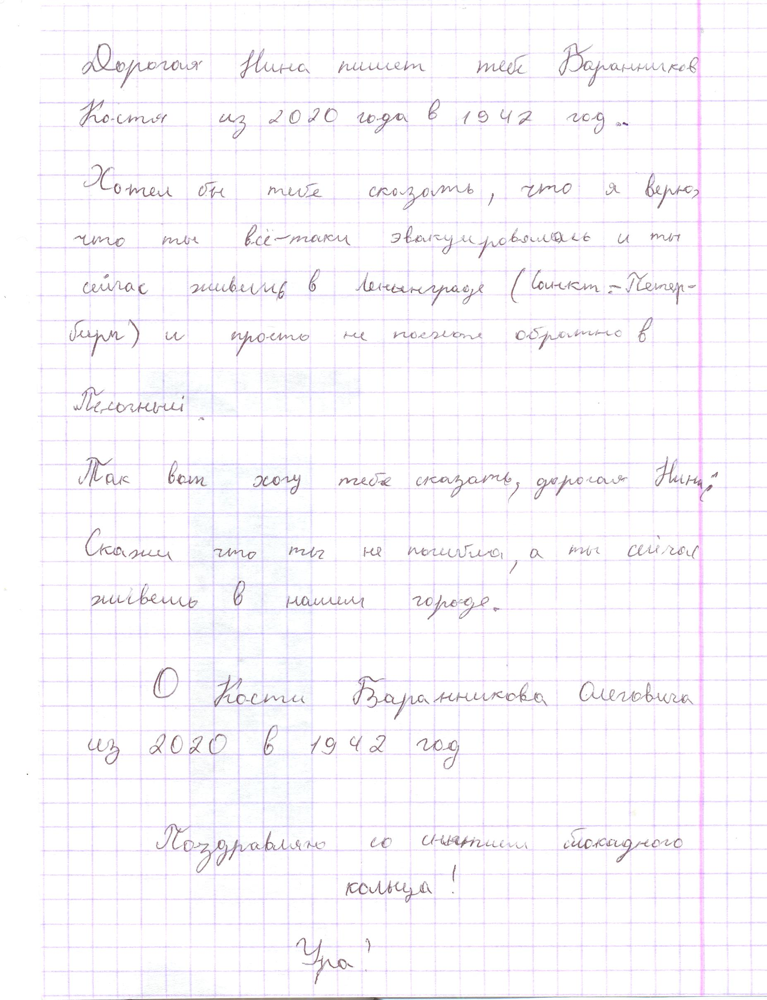 Дорогая Нина пишет тебе Баранников
Костя из 2020 года в 1942 год..
Хотел бы тебе сказать, что я верю,
что ты всё-таки эвакуировалась и ты
сейчас живешь в Ленинграде (Санкт-Петер-
бург) и просто не поехала обратно в
Песочный.
Так вот хочу тебе сказать, дорогая Нина,
Скажи что ты не погибла, а ты сейчас
живешь в нашем городе.
О Кости Баранникова Олеговича
из 2020 в 1942 год
Поздравляю со снятием блокадного
кольца!
Ура!